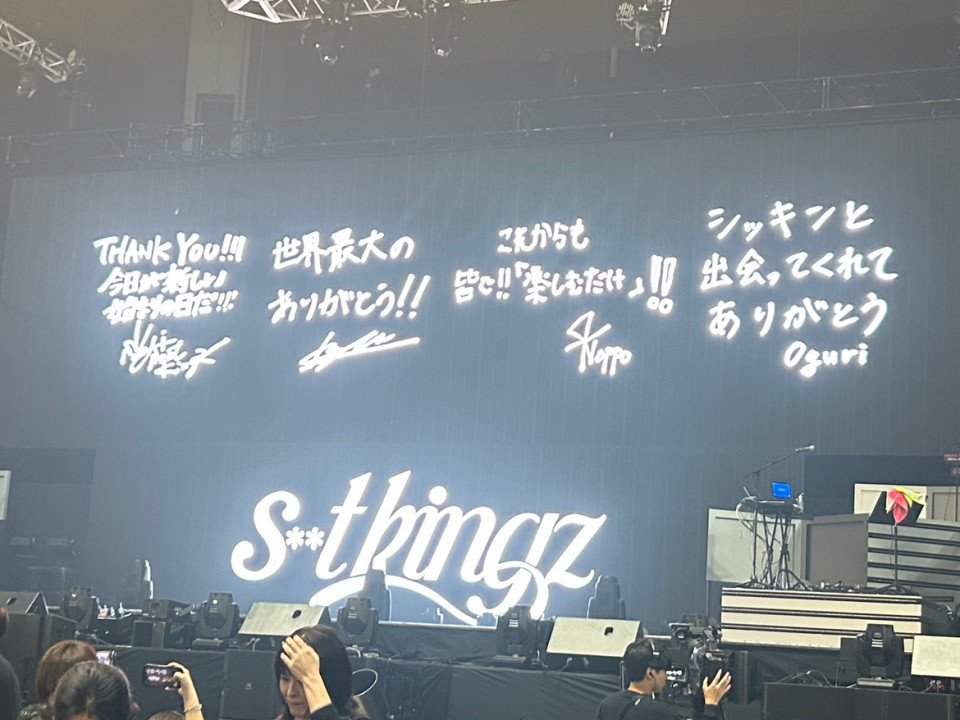 THANK YOU!!!
今日が新しい
始まりの日だ!!!
世界最大の
ありがとう!!
これからも
皆で!!「楽しむだけ」!!
Noppo
シッキンと
出会ってくれて
ありがとう
Oguri
s**t kingz